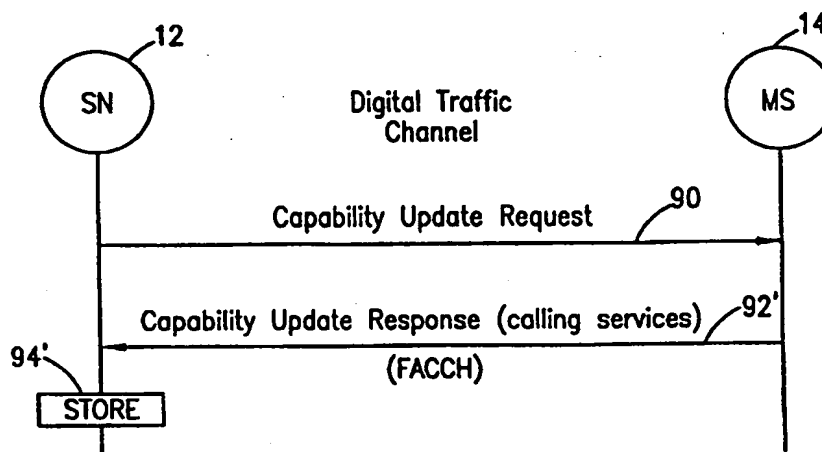 12
14
SN
Digital Traffic
Channel
MS
Capability Update Request
90
Capability Update Response (calling services)
92'
(FACCH)
94'
STORE